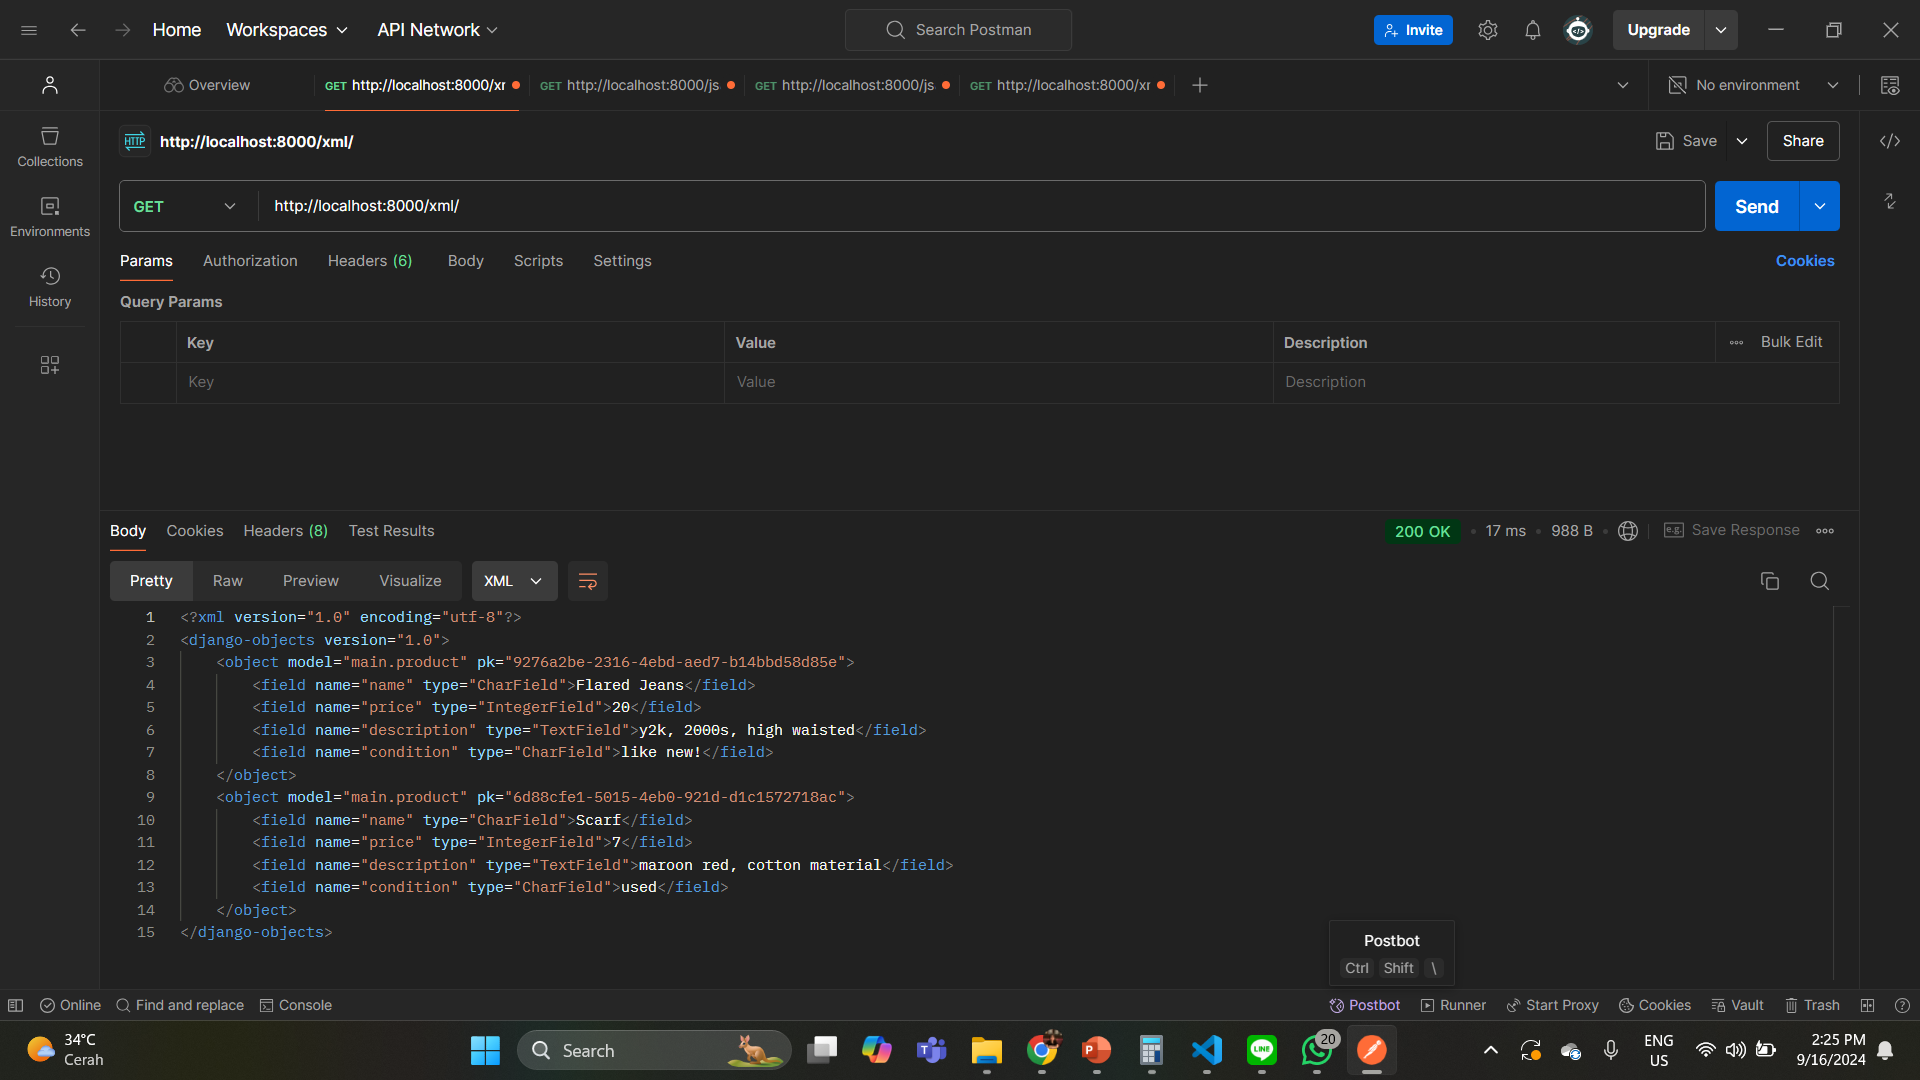 Home Workspaces API Network Search Postman Invite Upgrade
Overview GET http://localhost:8000/xr GET http://localhost:8000/js GET http://localhost:8000/js GET http://localhost:8000/xr No environment
HTTP http://localhost:8000/xml/ Save Share
Collections
GET http://localhost:8000/xml/ Send
Environments
Params Authorization Headers (6) Body Scripts Settings Cookies
History
Query Params
Key Value Description Bulk Edit
Key Value Description
Body Cookies Headers (8) Test Results 200 OK • 17 ms • 988 B • e.g. Save Response
Pretty Raw Preview Visualize XML
1 <?xml version="1.0" encoding="utf-8"?>
2 <django-objects version="1.0">
3 <object model="main.product" pk="9276a2be-2316-4ebd-aed7-b14bbd58d85e">
4 <field name="name" type="CharField">Flared Jeans</field>
5 <field name="price" type="IntegerField">20</field>
6 <field name="description" type="TextField">y2k, 2000s, high waisted</field>
7 <field name="condition" type="CharField">like new!</field>
8 </object>
9 <object model="main.product" pk="6d88cfe1-5015-4eb0-921d-d1c1572718ac">
10 <field name="name" type="CharField">Scarf</field>
11 <field name="price" type="IntegerField">7</field>
12 <field name="description" type="TextField">maroon red, cotton material</field>
13 <field name="condition" type="CharField">used</field>
14 </object>
15 </django-objects>
Postbot
Ctrl Shift \
Online Find and replace Console Postbot Runner Start Proxy Cookies Vault Trash
34°C
Cerah
Search
20
ENG
US
2:25 PM
9/16/2024